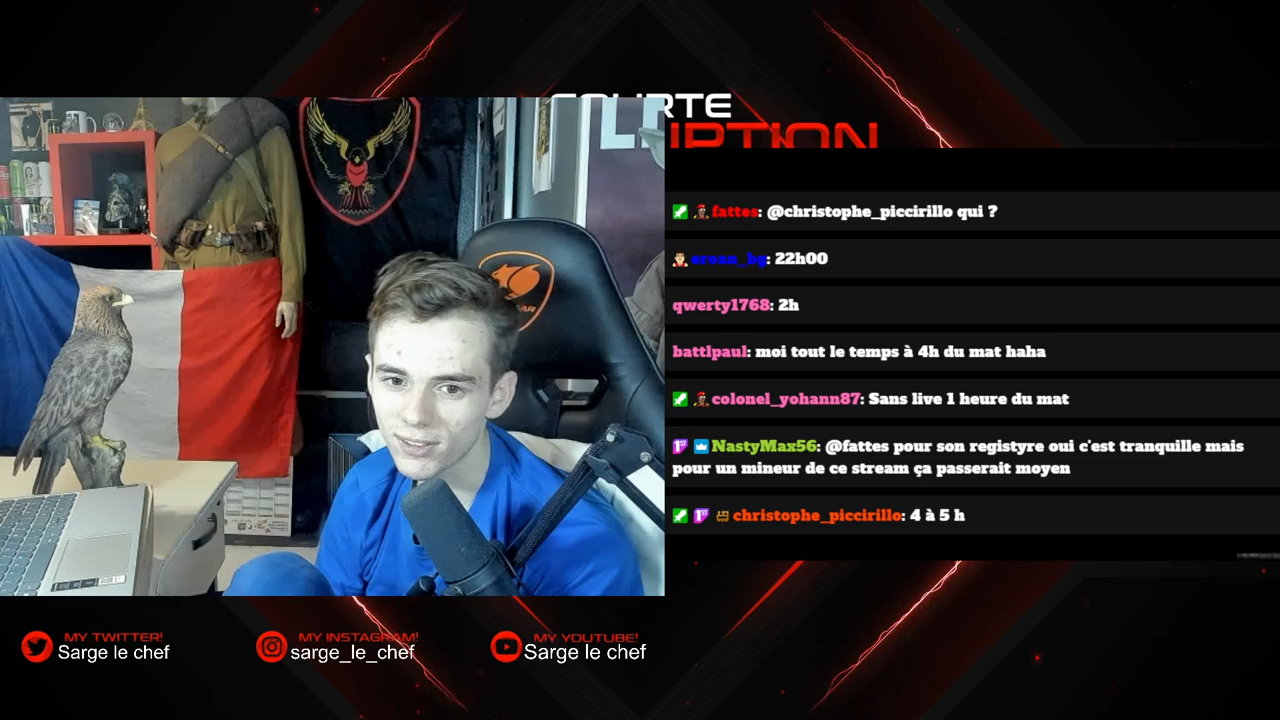 COURTE
fattes: @christophe_piccirillo qui ?
eroan_bg: 22h00
qwerty1768: 2h
battlpaul: moi tout le temps à 4h du mat haha
colonel_yohann87: Sans live 1 heure du mat
NastyMax56: @fattes pour son registyre oui c'est tranquille mais
pour un mineur de ce stream ça passerait moyen
christophe_piccirillo: 4 à 5 h
MY TWITTER!
Sarge le chef
MY INSTAGRAM!
sarge_le_chef
MY YOUTUBE!
Sarge le chef